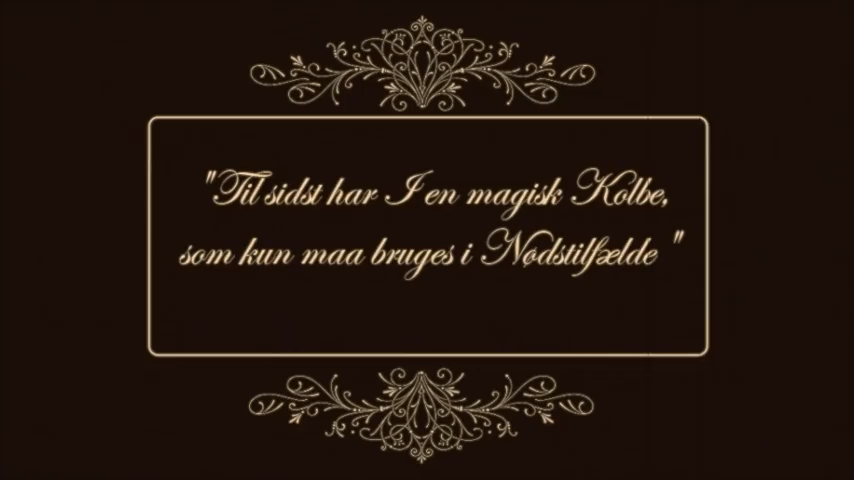 "Til sidst har I en magisk Kolbe,
som kun maa bruges i Nødstilfælde "